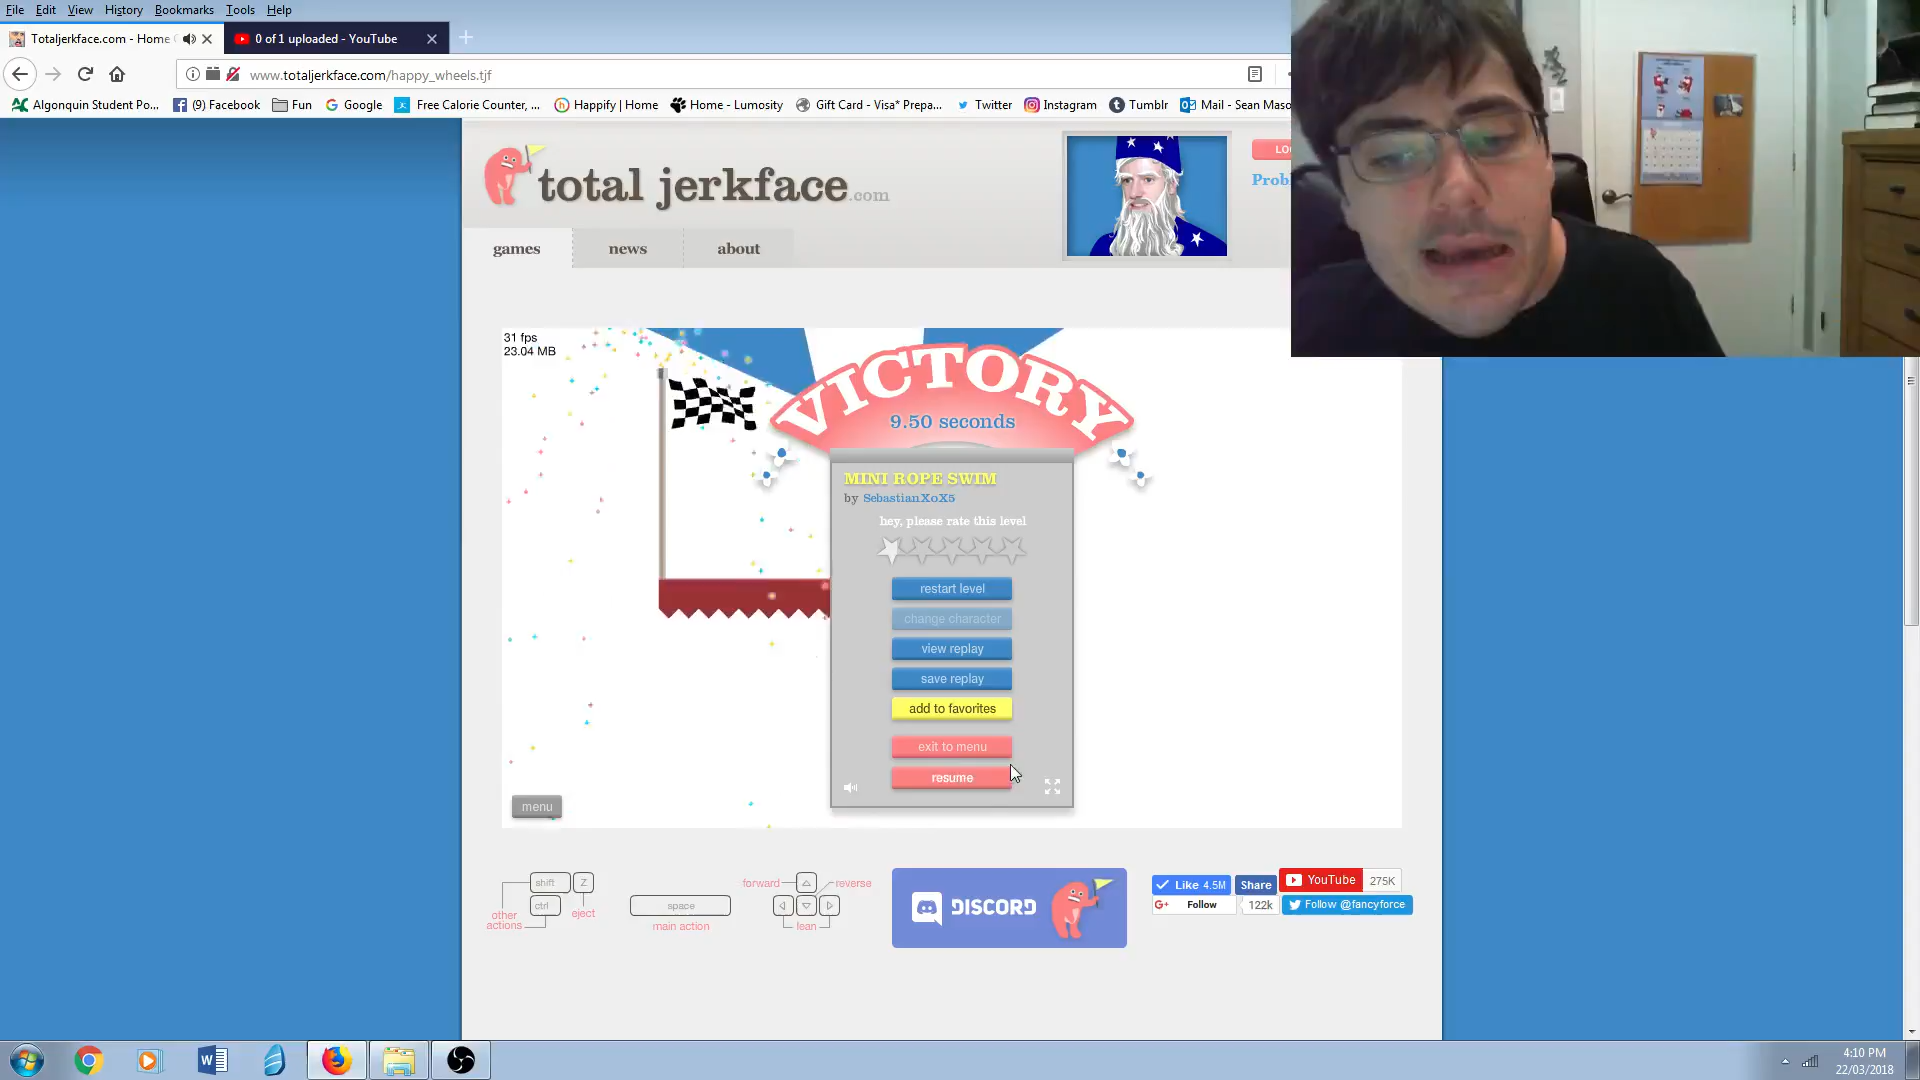 File Edit View History Bookmarks Tools Help
Totaljerkface.com - Home
0 of 1 uploaded - YouTube
www.totaljerkface.com/happy_wheels.tjf
Algonquin Student Po... (9) Facebook Fun Google Free Calorie Counter, ... Happify | Home Home - Lumosity Gift Card - Visa* Prepa... Twitter Instagram Tumblr Mail - Sean Maso
total jerkface.com
LO
Probl
games news about
31 fps
23.04 MB
VICTORY
9.50 seconds
MINI ROPE SWIM
by SebastianXoX5
hey, please rate this level
restart level
change character
view replay
save replay
add to favorites
exit to menu
resume
menu
shift Z
ctrl
other actions
eject
space
main action
forward reverse
lean
DISCORD
Like 4.5M Share YouTube 275K
G+ Follow 122k Follow @fancyforce
4:10 PM
22/03/2018